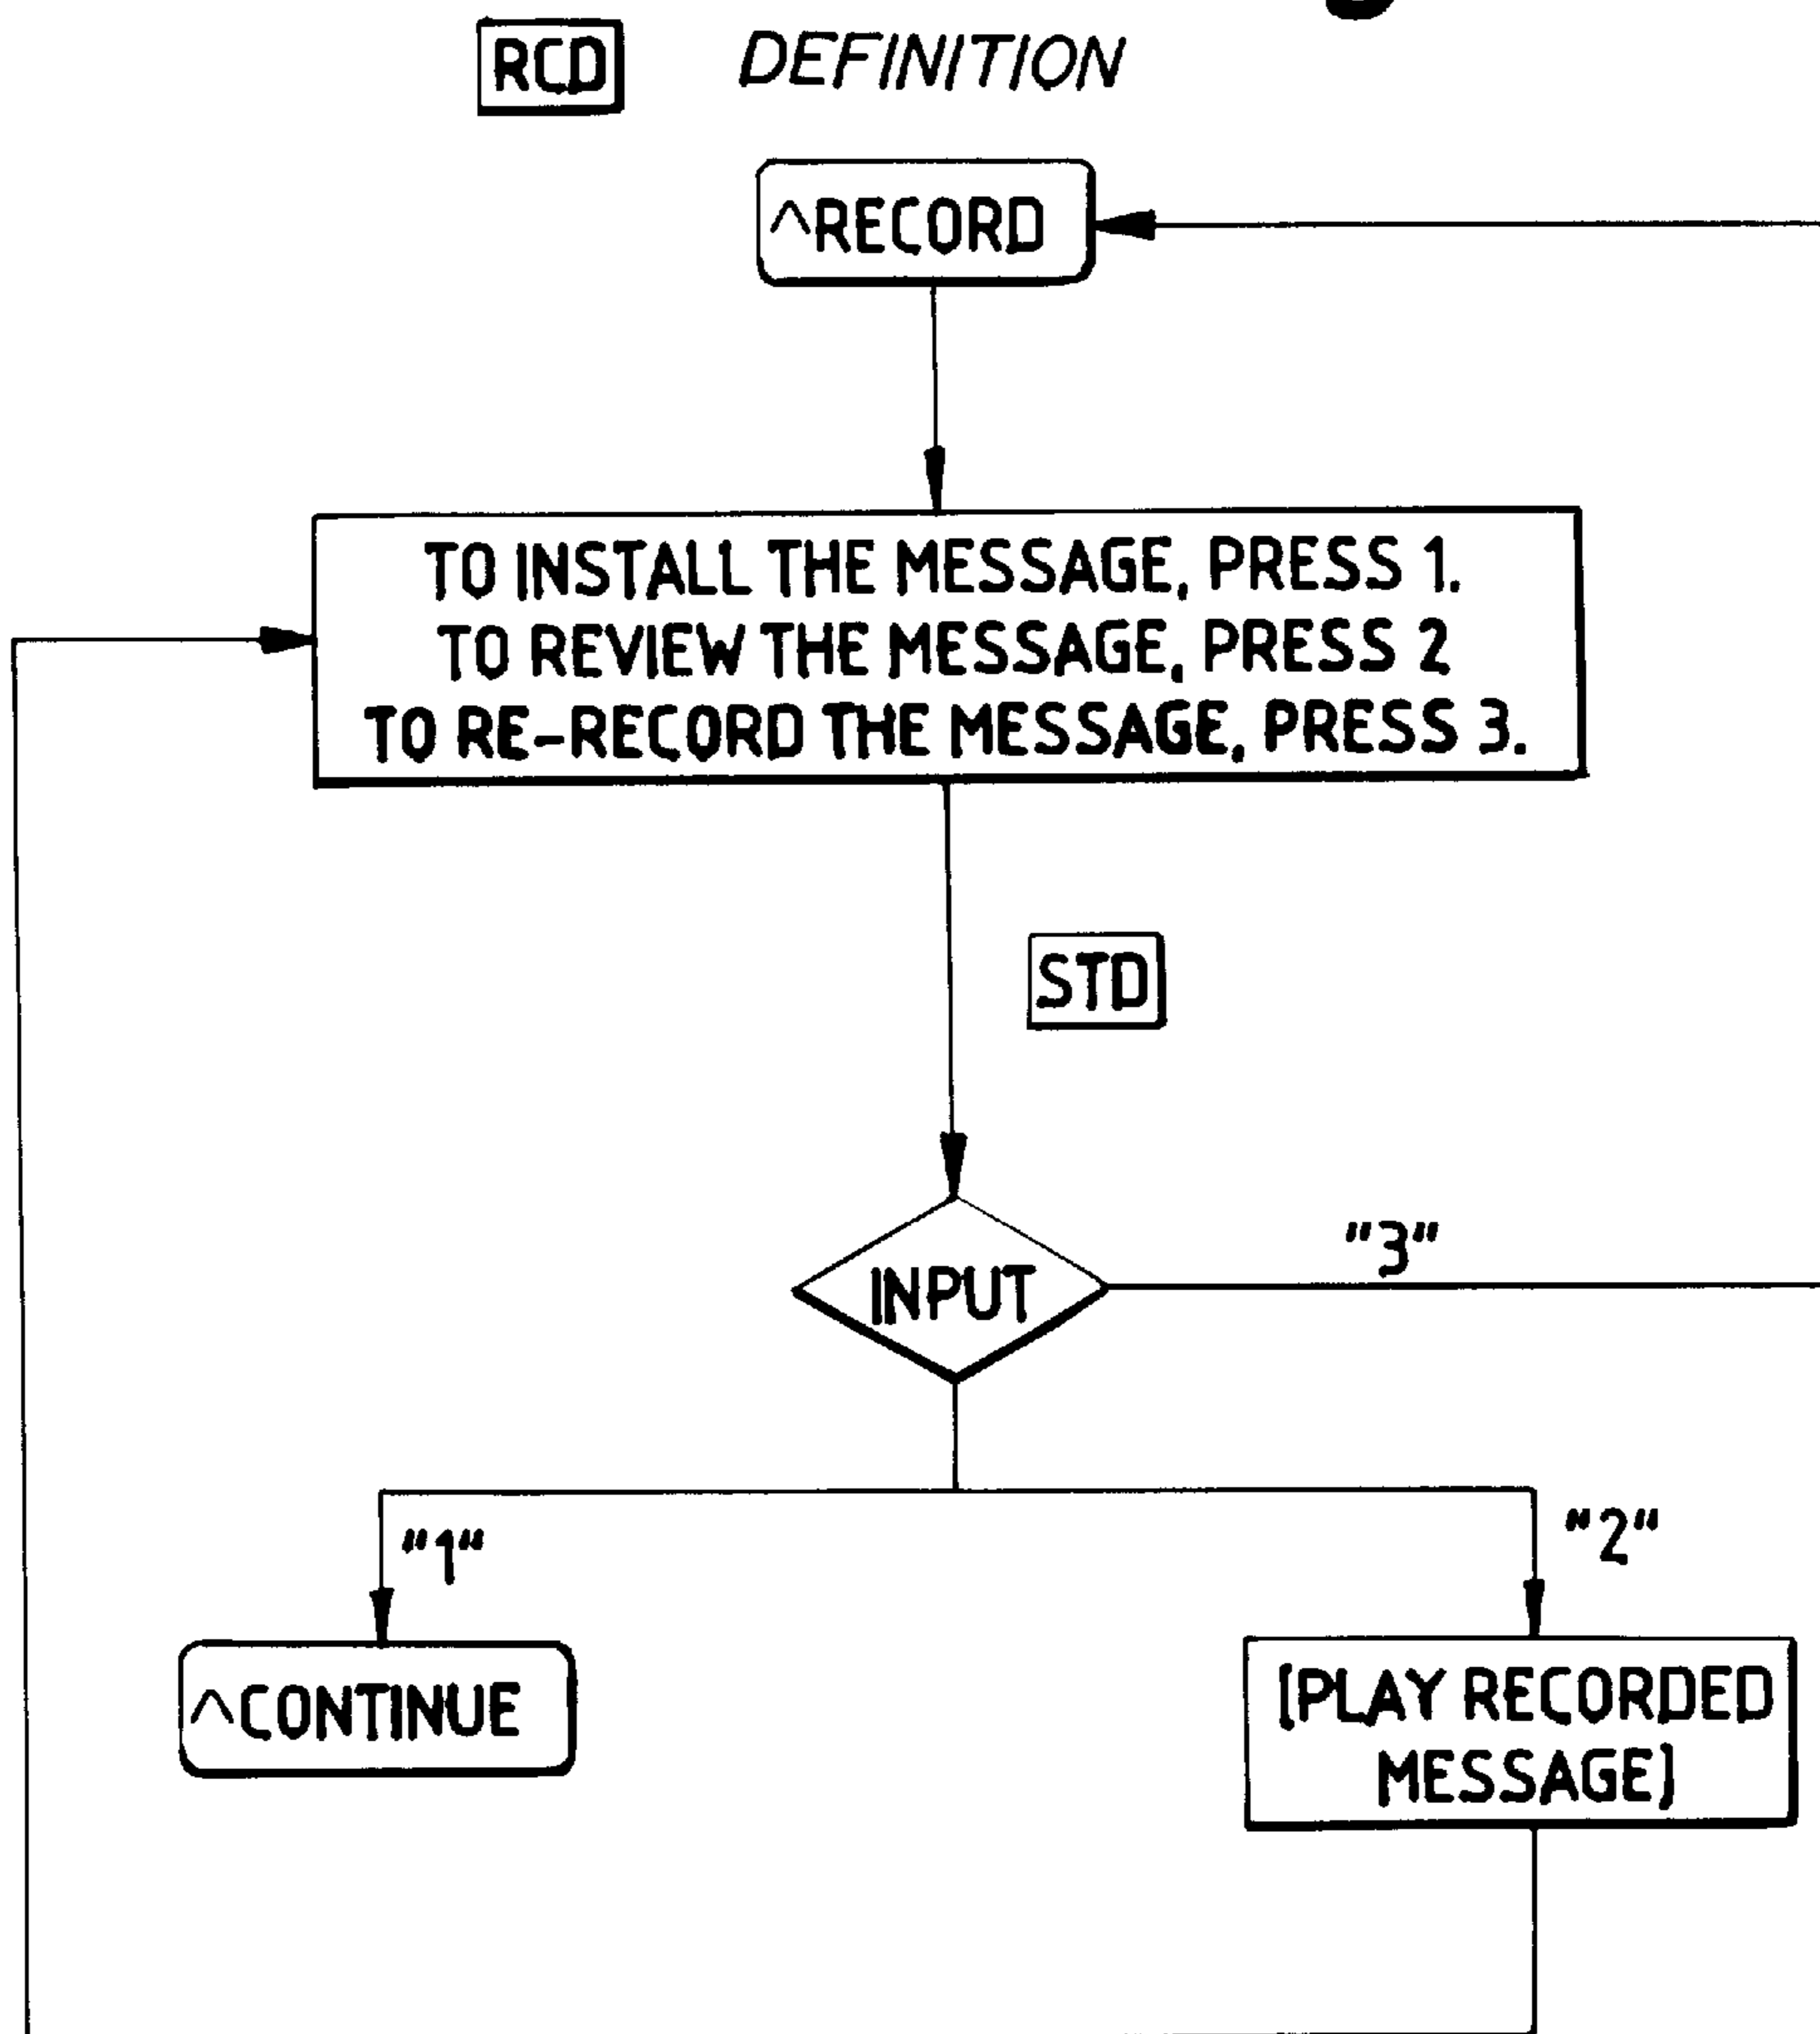 RCD DEFINITION
^RECORD
TO INSTALL THE MESSAGE, PRESS 1.
TO REVIEW THE MESSAGE, PRESS 2
TO RE-RECORD THE MESSAGE, PRESS 3.
STD
INPUT
"3"
"1"
"2"
^CONTINUE
[PLAY RECORDED
MESSAGE]